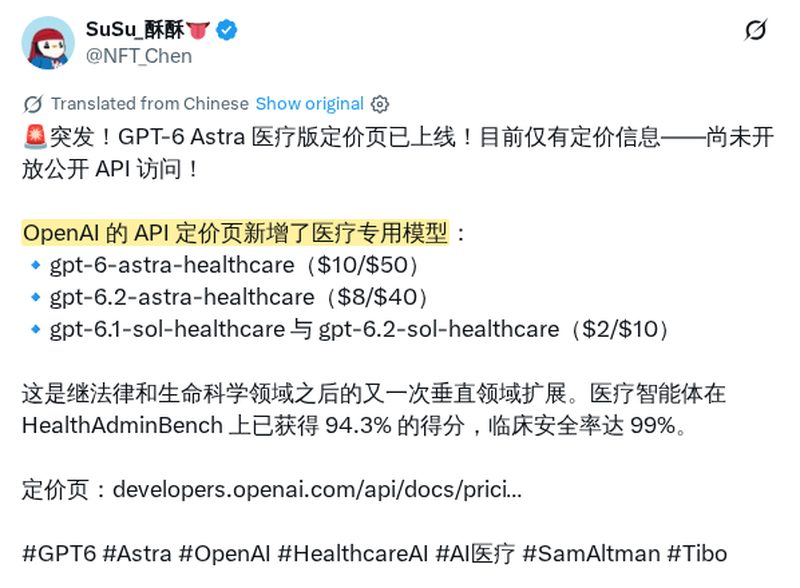 SuSu_酥酥👅
@NFT_Chen
Translated from Chinese Show original
🚨突发！GPT-6 Astra 医疗版定价页已上线！目前仅有定价信息——尚未开
放公开 API 访问！
OpenAI 的 API 定价页新增了医疗专用模型：
🔹gpt-6-astra-healthcare（$10/$50）
🔹gpt-6.2-astra-healthcare（$8/$40）
🔹gpt-6.1-sol-healthcare 与 gpt-6.2-sol-healthcare（$2/$10）
这是继法律和生命科学领域之后的又一次垂直领域扩展。医疗智能体在
HealthAdminBench 上已获得 94.3% 的得分，临床安全率达 99%。
定价页：developers.openai.com/api/docs/prici...
#GPT6 #Astra #OpenAI #HealthcareAI #AI医疗 #SamAltman #Tibo